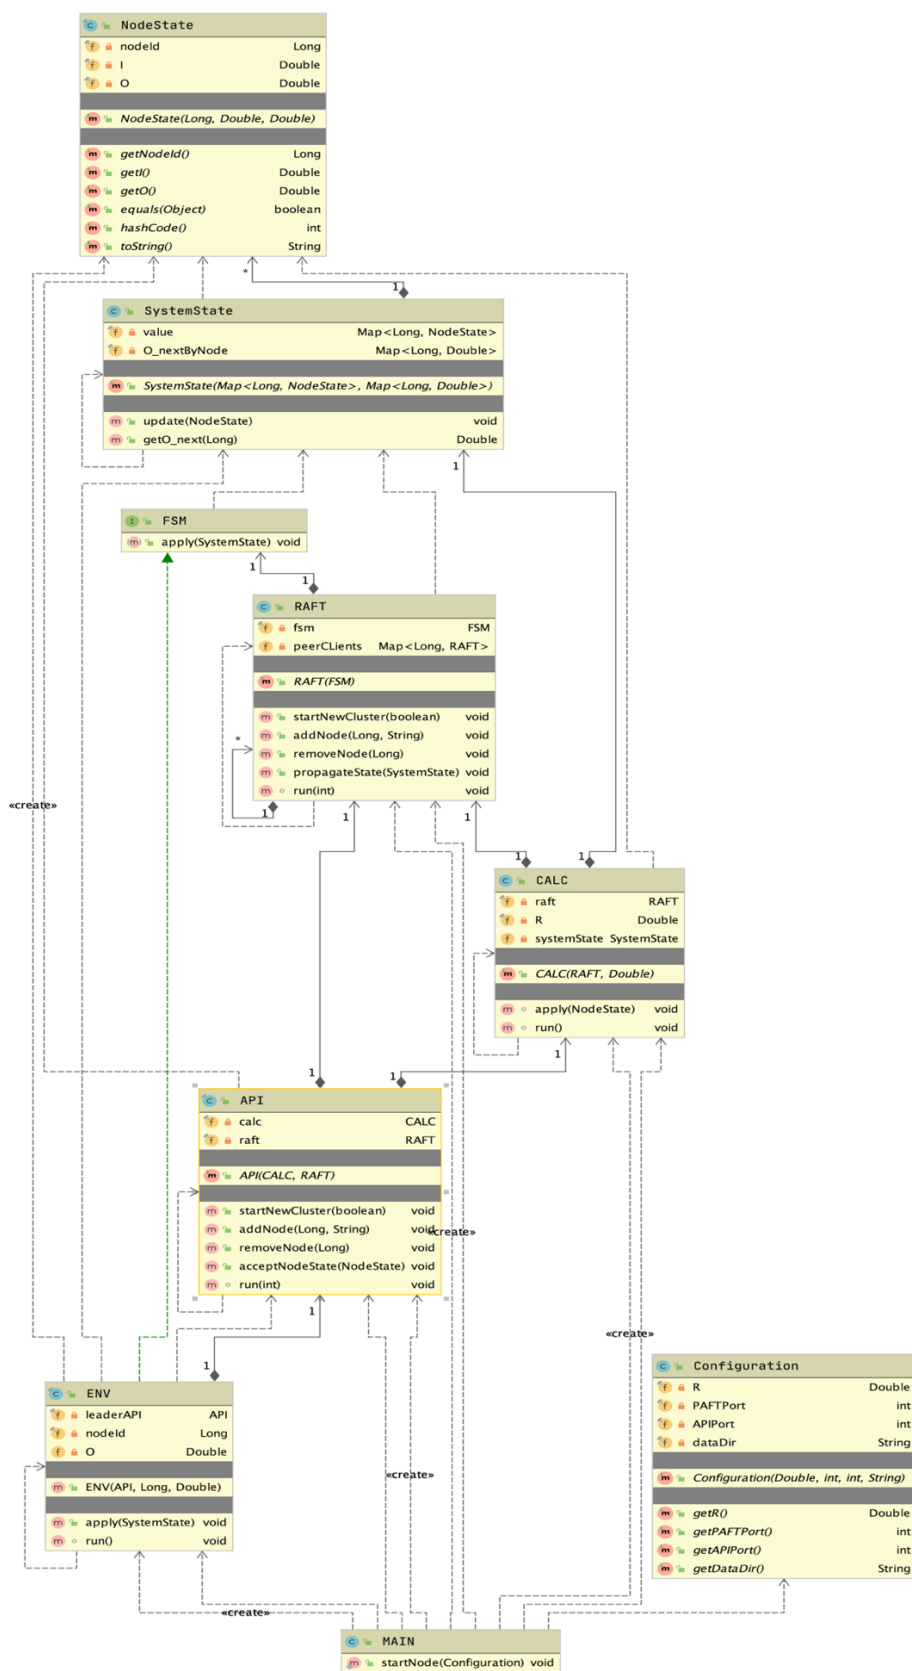 NodeState
nodeId Long
I Double
O Double
NodeState(Long, Double, Double)
getNodeId() Long
getI() Double
getO() Double
equals(Object) boolean
hashCode() int
toString() String
* 1
SystemState
value Map<Long, NodeState>
O_nextByNode Map<Long, Double>
SystemState(Map<Long, NodeState>, Map<Long, Double>)
update(NodeState) void
getO_next(Long) Double
1
FSM
apply(SystemState) void
1
1
RAFT
fsm FSM
peerCLients Map<Long, RAFT>
RAFT(FSM)
startNewCluster(boolean) void
addNode(Long, String) void
*
removeNode(Long) void
propagateState(SystemState) void
run(int) void
«create»
1 1 1
1 1
CALC
raft RAFT
R Double
systemState SystemState
CALC(RAFT, Double)
apply(NodeState) void
run() void
1
1 1
API
calc CALC
raft RAFT
API(CALC, RAFT)
startNewCluster(boolean) void
addNode(Long, String) void
«create»
removeNode(Long) void
acceptNodeState(NodeState) void
run(int) void
1
«create»
1
ENV
leaderAPI API
nodeId Long
O Double
ENV(API, Long, Double)
apply(SystemState) void
run() void
Configuration
R Double
PAFTPort int
APIPort int
dataDir String
Configuration(Double, int, int, String)
getR() Double
getPAFTPort() int
getAPIPort() int
getDataDir() String
«create»
«create»
MAIN
startNode(Configuration) void